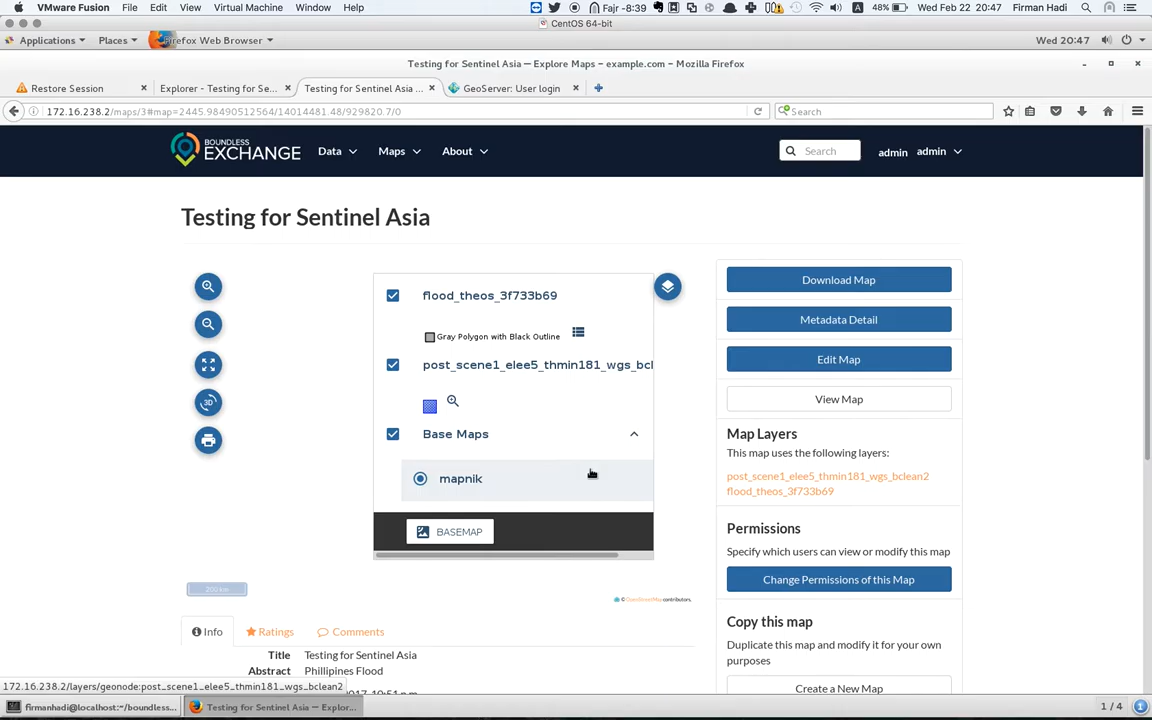 VMware Fusion File Edit View Virtual Machine Window Help Fajr -8:39 48% Wed Feb 22 20:47 Firman Hadi
CentOS 64-bit
Applications Places Firefox Web Browser Wed 20:47
Testing for Sentinel Asia — Explore Maps – example.com – Mozilla Firefox
Restore Session Explorer - Testing for Se... Testing for Sentinel Asia ... GeoServer: User login
172.16.238.2/maps/3#map=2445.98490512564/14014481.48/929820.7/0 Search
BOUNDLESS
EXCHANGE Data Maps About Search admin admin
Testing for Sentinel Asia
flood_theos_3f733b69
Gray Polygon with Black Outline
post_scene1_elee5_thmin181_wgs_bcl
Base Maps
mapnik
BASEMAP
3D
200 km
© OpenStreetMap contributors.
Download Map
Metadata Detail
Edit Map
View Map
Map Layers
This map uses the following layers:
post_scene1_elee5_thmin181_wgs_bclean2
flood_theos_3f733b69
Permissions
Specify which users can view or modify this map
Change Permissions of this Map
Copy this map
Duplicate this map and modify it for your own
purposes
Create a New Map
Info Ratings Comments
Title Testing for Sentinel Asia
Abstract Phillipines Flood
172.16.238.2/layers/geonode:post_scene1_elee5_thmin181_wgs_bclean2
firmanhadi@localhost:~/boundless... Testing for Sentinel Asia — Explor... 1 / 4